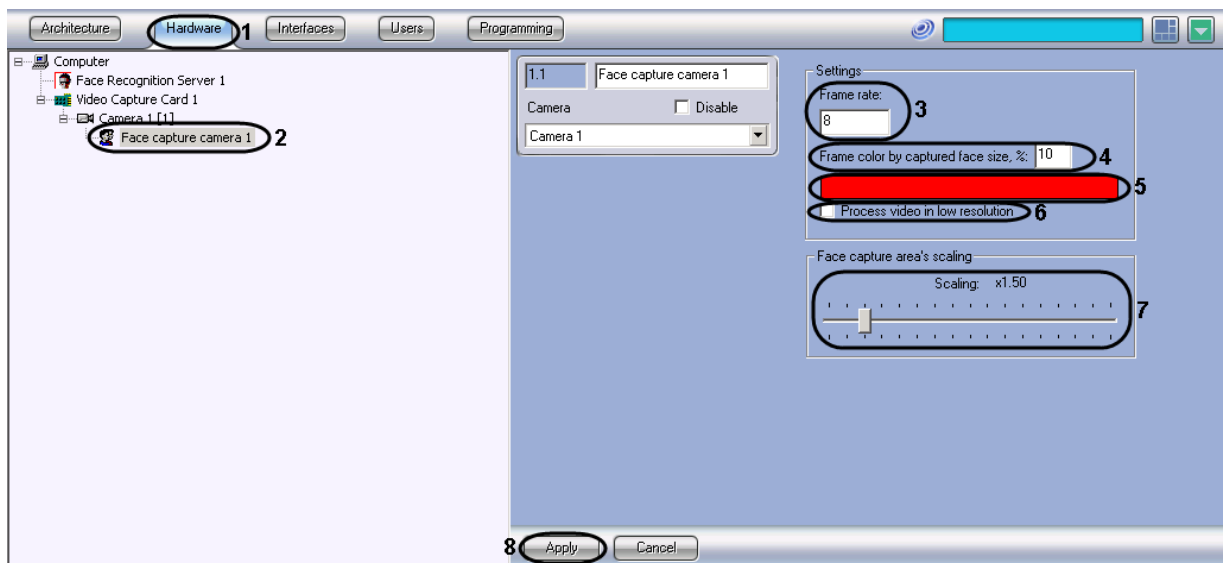 Architecture Hardware 1 Interfaces Users Programming
Computer
Face Recognition Server 1
Video Capture Card 1
Camera 1 [1]
Face capture camera 1 2
1.1 Face capture camera 1
Camera Disable
Camera 1
Settings
Frame rate:
8 3
Frame color by captured face size, %: 10 4
5
Process video in low resolution 6
Face capture area's scaling
Scaling: x1.50
7
8 Apply Cancel